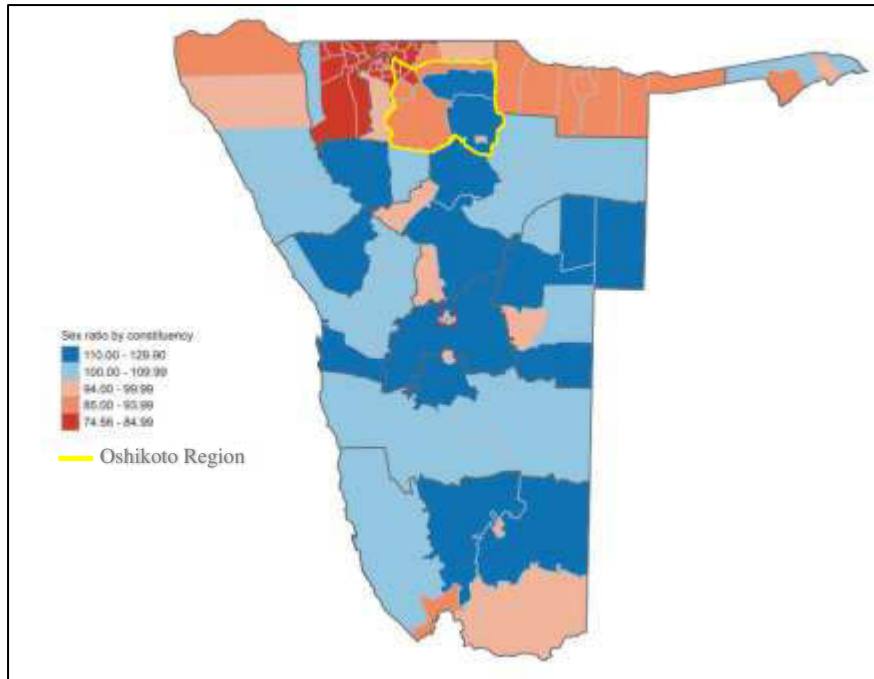 Sex ratio by constituency
110.00 - 129.90
100.00 - 109.99
94.00 - 99.99
85.00 - 93.99
74.56 - 84.99
Oshikoto Region